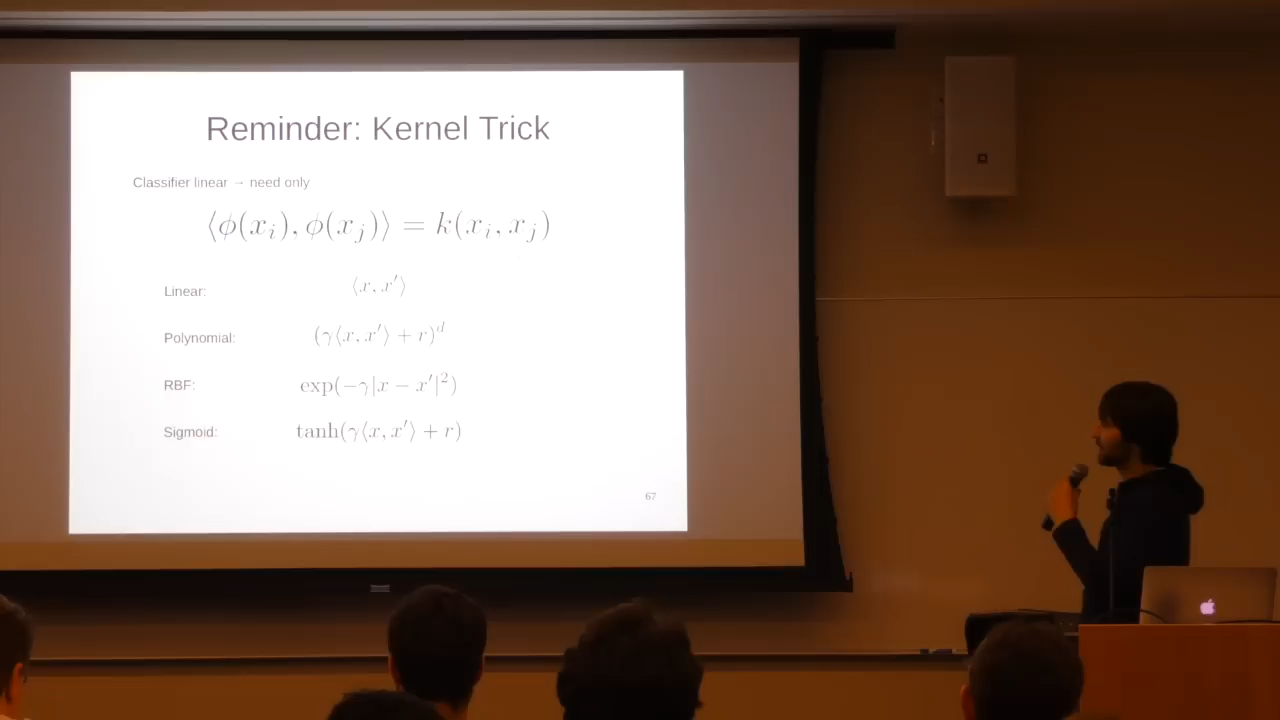 Reminder: Kernel Trick
Classifier linear → need only
⟨ϕ(x_i), ϕ(x_j)⟩ = k(x_i, x_j)
Linear: ⟨x, x′⟩
Polynomial: (γ⟨x, x′⟩ + r)^d
RBF: exp(−γ|x − x′|^2)
Sigmoid: tanh(γ⟨x, x′⟩ + r)
67